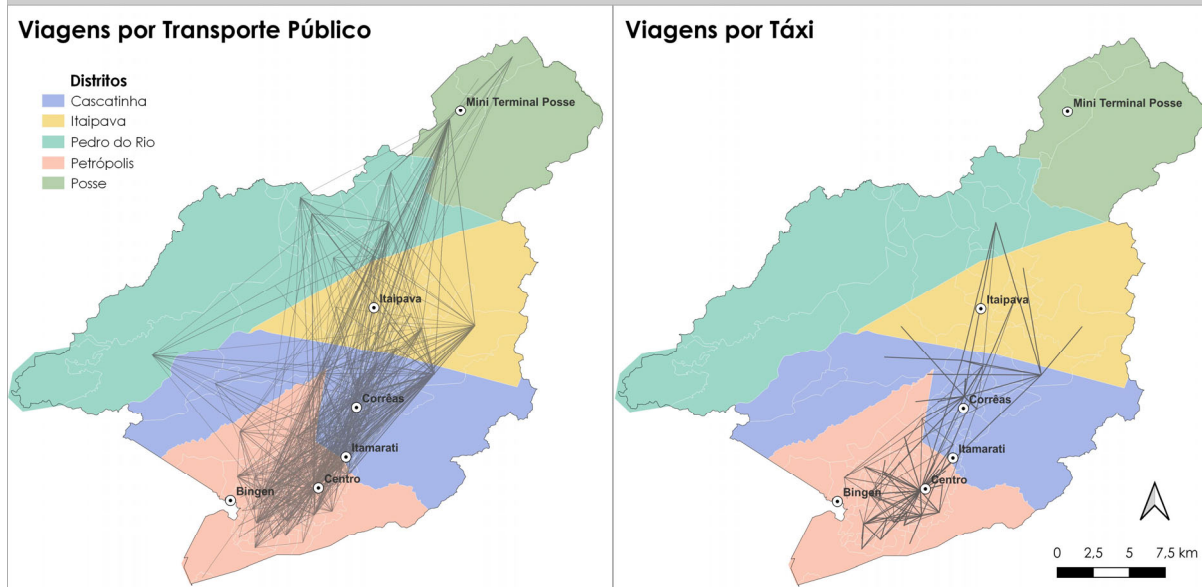 Viagens por Transporte Público
Distritos
Cascatinha
Itaipava
Pedro do Rio
Petrópolis
Posse
Mini Terminal Posse
Itaipava
Corrêas
Itamarati
Centro
Bingen
Viagens por Táxi
Mini Terminal Posse
Itaipava
Corrêas
Itamarati
Centro
Bingen
0 2,5 5 7,5 km